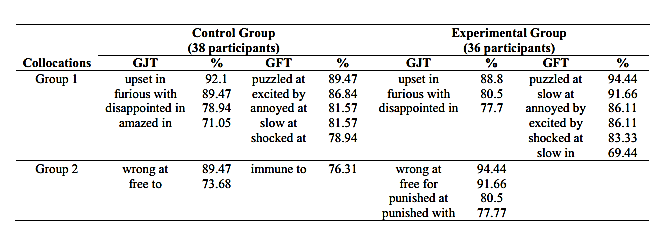 Control Group Experimental Group
(38 participants) (36 participants)
Collocations GJT % GFT % GJT % GFT %
Group 1 upset in 92.1 puzzled at 89.47 upset in 88.8 puzzled at 94.44
furious with 89.47 excited by 86.84 furious with 80.5 slow at 91.66
disappointed in 78.94 annoyed at 81.57 disappointed in 77.7 annoyed by 86.11
amazed in 71.05 slow at 81.57 excited by 86.11
shocked at 78.94 shocked at 83.33
slow in 69.44
Group 2 wrong at 89.47 immune to 76.31 wrong at 94.44
free to 73.68 free for 91.66
punished at 80.5
punished with 77.77